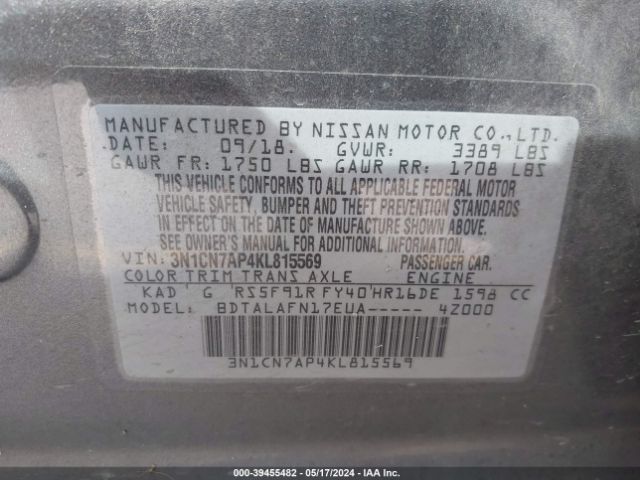 MANUFACTURED BY NISSAN MOTOR CO., LTD.
DATE: 09/18. GVWR: 3389 LBS
GAWR FR: 1750 LBS GAWR RR: 1708 LBS
THIS VEHICLE CONFORMS TO ALL APPLICABLE FEDERAL MOTOR
VEHICLE SAFETY, BUMPER AND THEFT PREVENTION STANDARDS
IN EFFECT ON THE DATE OF MANUFACTURE SHOWN ABOVE.
SEE OWNER'S MANUAL FOR ADDITIONAL INFORMATION.
VIN: 3N1CN7AP4KL815569 PASSENGER CAR.
COLOR TRIM TRANS AXLE ENGINE
KAD G RS5F91R FY40 HR16DE 1598 CC
MODEL: BDTALAFN17EUA----- 4Z000
3N1CN7AP4KL815569
000-39455482 - 05/17/2024 - IAA, Inc.